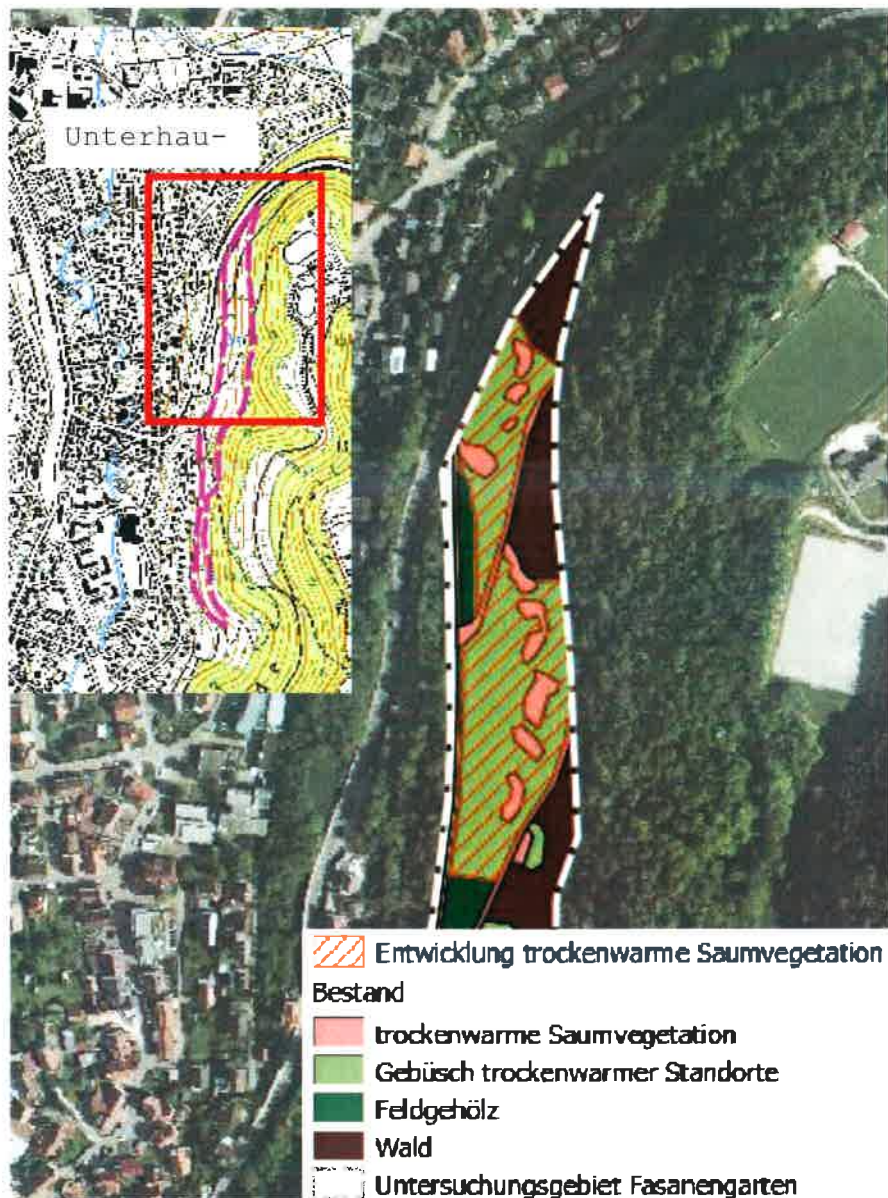 Unterhau-
Entwicklung trockenwarme Saumvegetation
Bestand
trockenwarme Saumvegetation
Gebüsch trockenwarmer Standorte
Feldgehölz
Wald
Untersuchungsgebiet Fasanengarten